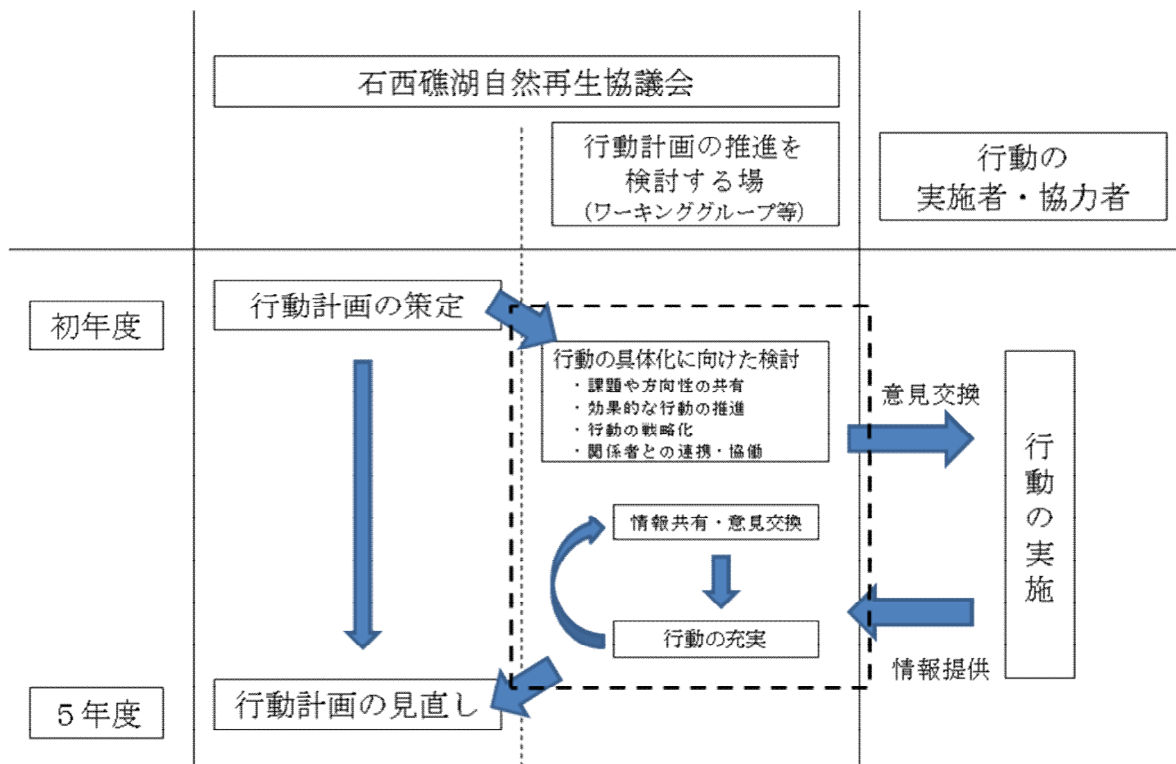 石西礁湖自然再生協議会
行動計画の推進を
検討する場
（ワーキンググループ等）
行動の
実施者・協力者
初年度
行動計画の策定
行動の具体化に向けた検討
・課題や方向性の共有
・効果的な行動の推進
・行動の戦略化
・関係者との連携・協働
意見交換
行動の実施
情報共有・意見交換
行動の充実
情報提供
５年度
行動計画の見直し